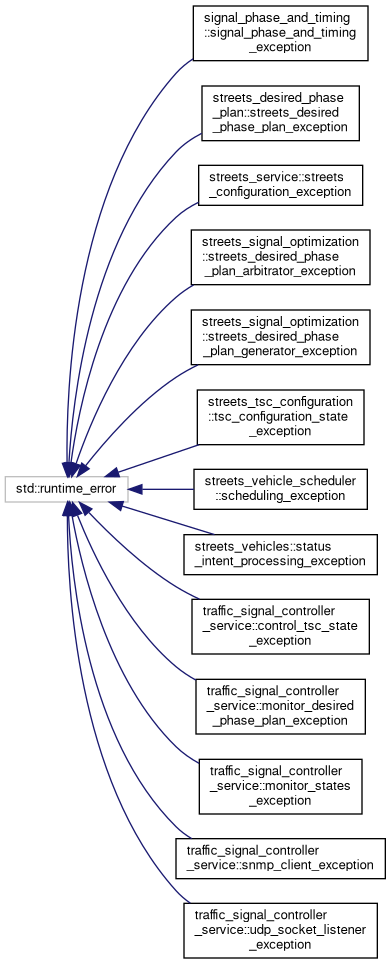 signal_phase_and_timing
::signal_phase_and_timing
_exception
streets_desired_phase
_plan::streets_desired
_phase_plan_exception
streets_service::streets
_configuration_exception
streets_signal_optimization
::streets_desired_phase
_plan_arbitrator_exception
streets_signal_optimization
::streets_desired_phase
_plan_generator_exception
streets_tsc_configuration
::tsc_configuration_state
_exception
std::runtime_error
streets_vehicle_scheduler
::scheduling_exception
streets_vehicles::status
_intent_processing_exception
traffic_signal_controller
_service::control_tsc_state
_exception
traffic_signal_controller
_service::monitor_desired
_phase_plan_exception
traffic_signal_controller
_service::monitor_states
_exception
traffic_signal_controller
_service::snmp_client_exception
traffic_signal_controller
_service::udp_socket_listener
_exception